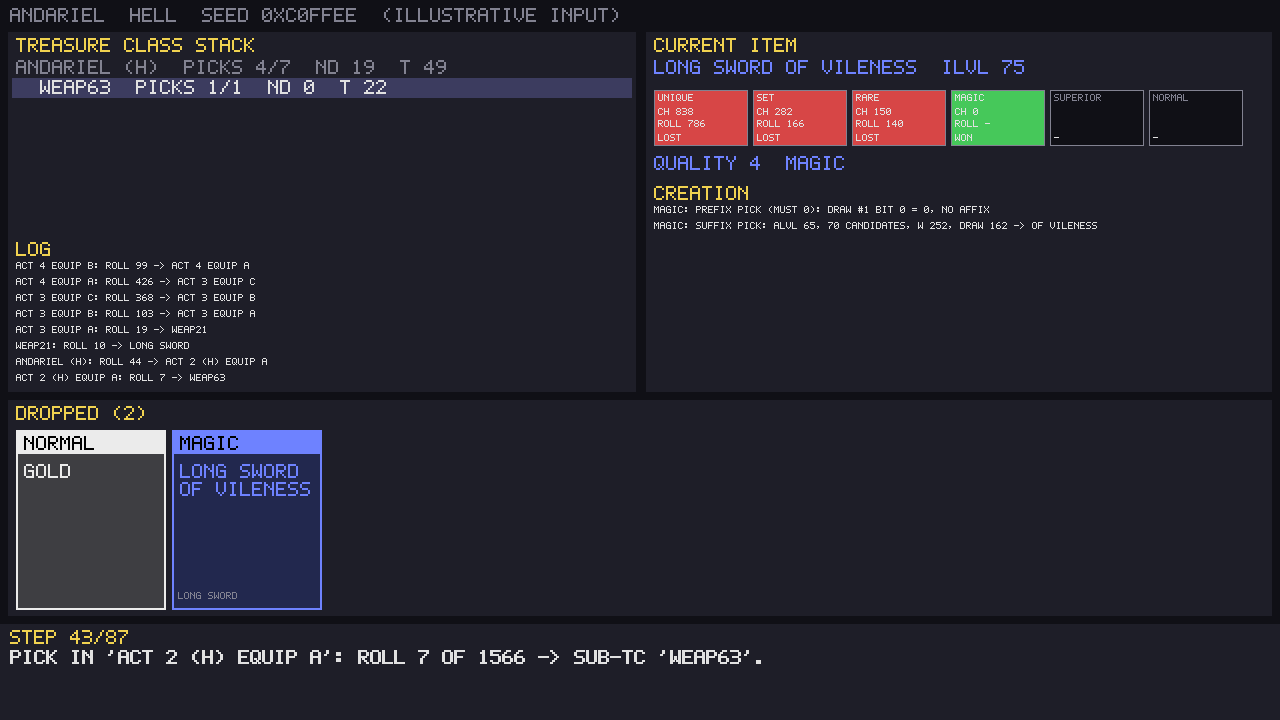 ANDARIEL HELL SEED 0XC0FFEE (ILLUSTRATIVE INPUT)
TREASURE CLASS STACK
ANDARIEL (H) PICKS 4/7 ND 19 T 49
WEAP63 PICKS 1/1 ND 0 T 22
LOG
ACT 4 EQUIP B: ROLL 99 -> ACT 4 EQUIP A
ACT 4 EQUIP A: ROLL 426 -> ACT 3 EQUIP C
ACT 3 EQUIP C: ROLL 368 -> ACT 3 EQUIP B
ACT 3 EQUIP B: ROLL 103 -> ACT 3 EQUIP A
ACT 3 EQUIP A: ROLL 19 -> WEAP21
WEAP21: ROLL 10 -> LONG SWORD
ANDARIEL (H): ROLL 44 -> ACT 2 (H) EQUIP A
ACT 2 (H) EQUIP A: ROLL 7 -> WEAP63
CURRENT ITEM
LONG SWORD OF VILENESS ILVL 75
UNIQUE
CH 838
ROLL 786
LOST
SET
CH 282
ROLL 166
LOST
RARE
CH 150
ROLL 140
LOST
MAGIC
CH 0
ROLL -
WON
SUPERIOR
-
NORMAL
-
QUALITY 4 MAGIC
CREATION
MAGIC: PREFIX PICK (MUST 0): DRAW #1 BIT 0 = 0, NO AFFIX
MAGIC: SUFFIX PICK: ALVL 65, 70 CANDIDATES, W 252, DRAW 162 -> OF VILENESS
DROPPED (2)
NORMAL
GOLD
MAGIC
LONG SWORD
OF VILENESS
LONG SWORD
STEP 43/87
PICK IN 'ACT 2 (H) EQUIP A': ROLL 7 OF 1566 -> SUB-TC 'WEAP63'.